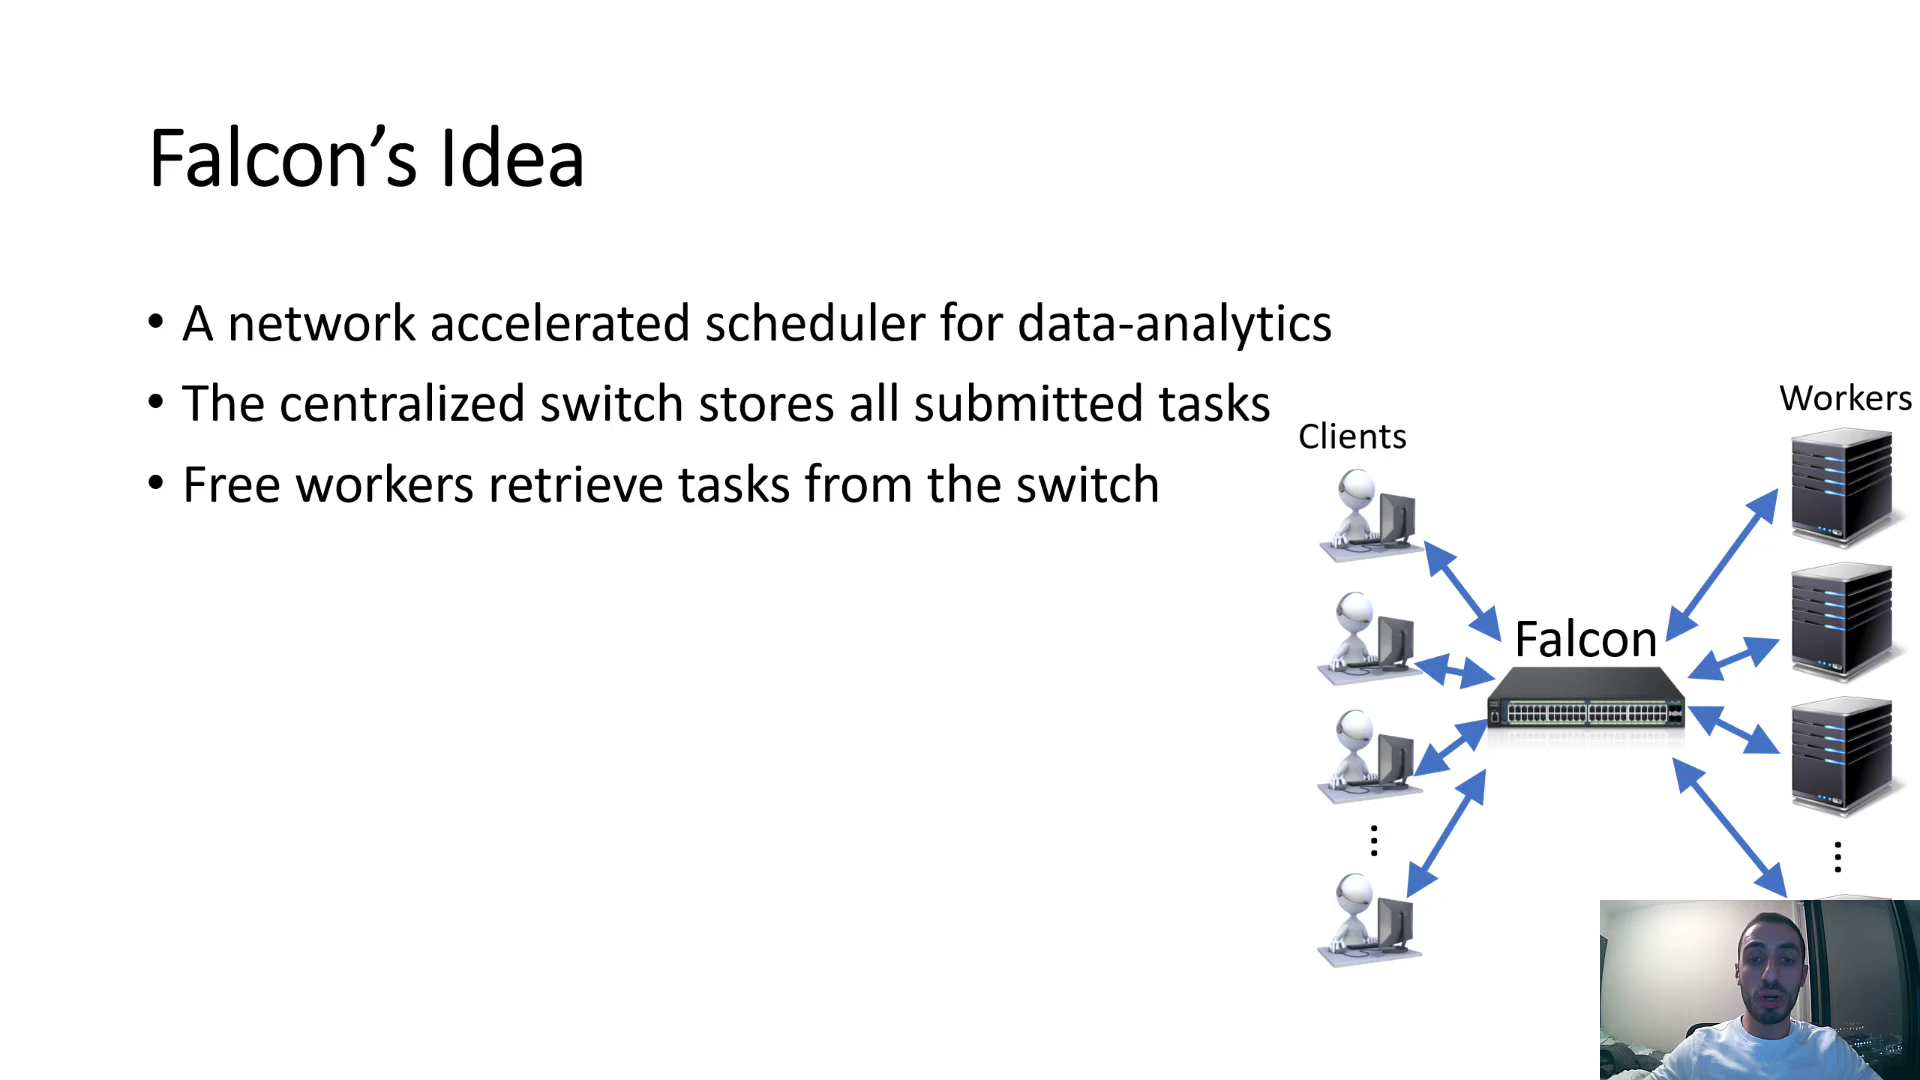 Falcon’s Idea
• A network accelerated scheduler for data-analytics
• The centralized switch stores all submitted tasks
• Free workers retrieve tasks from the switch
Clients
Workers
Falcon